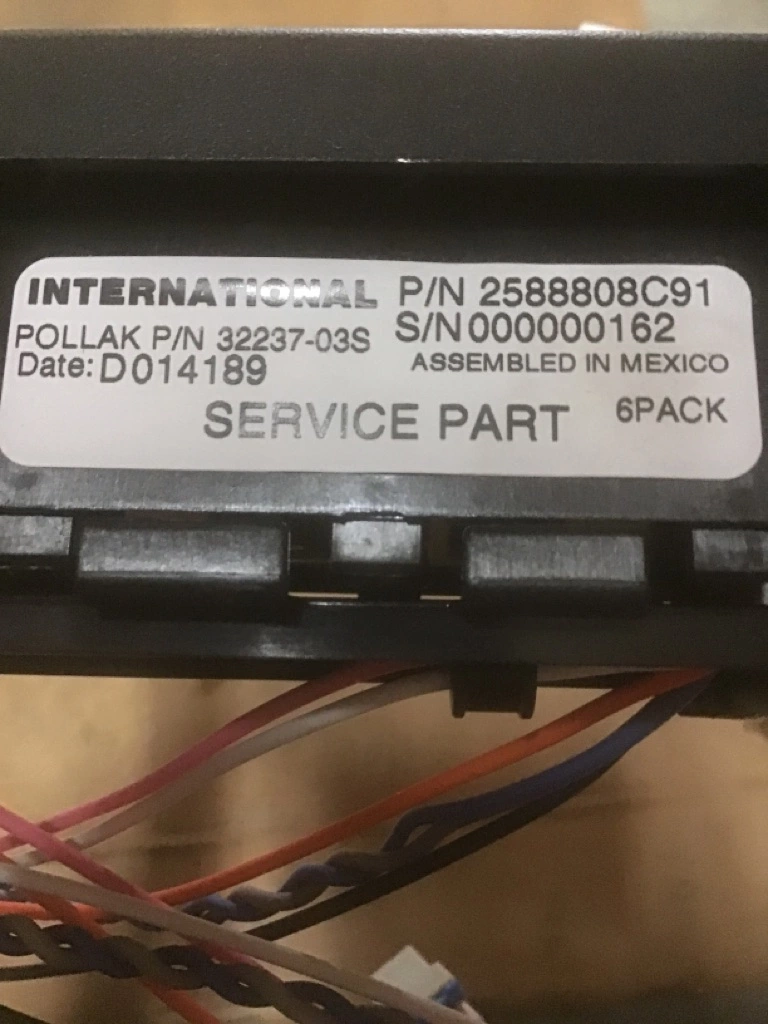 INTERNATIONAL P/N 2588808C91
POLLAK P/N 32237-03S S/N 000000162
Date: D014189 ASSEMBLED IN MEXICO
SERVICE PART 6PACK